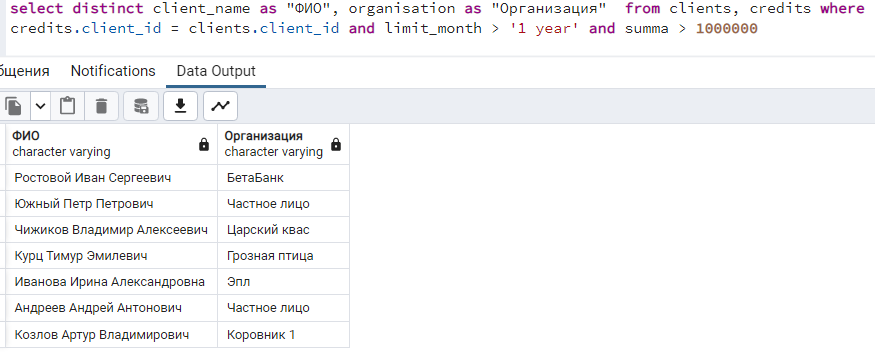 select distinct client_name as "ФИО", organisation as "Организация"  from clients, credits where
credits.client_id = clients.client_id and limit_month > '1 year' and summa > 1000000
бщения Notifications Data Output
ФИО Организация
character varying character varying
Ростовой Иван Сергеевич БетаБанк
Южный Петр Петрович Частное лицо
Чижиков Владимир Алексеевич Царский квас
Курц Тимур Эмилевич Грозная птица
Иванова Ирина Александровна Эпл
Андреев Андрей Антонович Частное лицо
Козлов Артур Владимирович Коровник 1